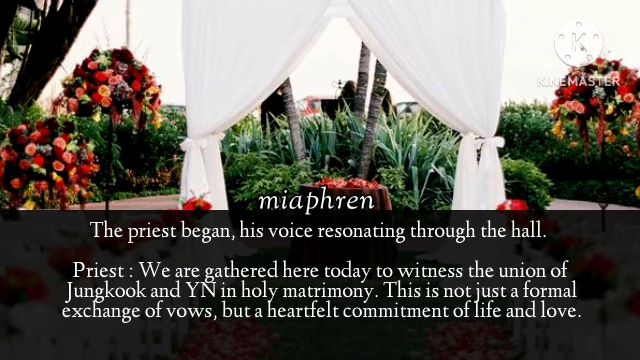 KINEMASTER
miaphren
The priest began, his voice resonating through the hall.
Priest : We are gathered here today to witness the union of
Jungkook and YN in holy matrimony. This is not just a formal
exchange of vows, but a heartfelt commitment of life and love.